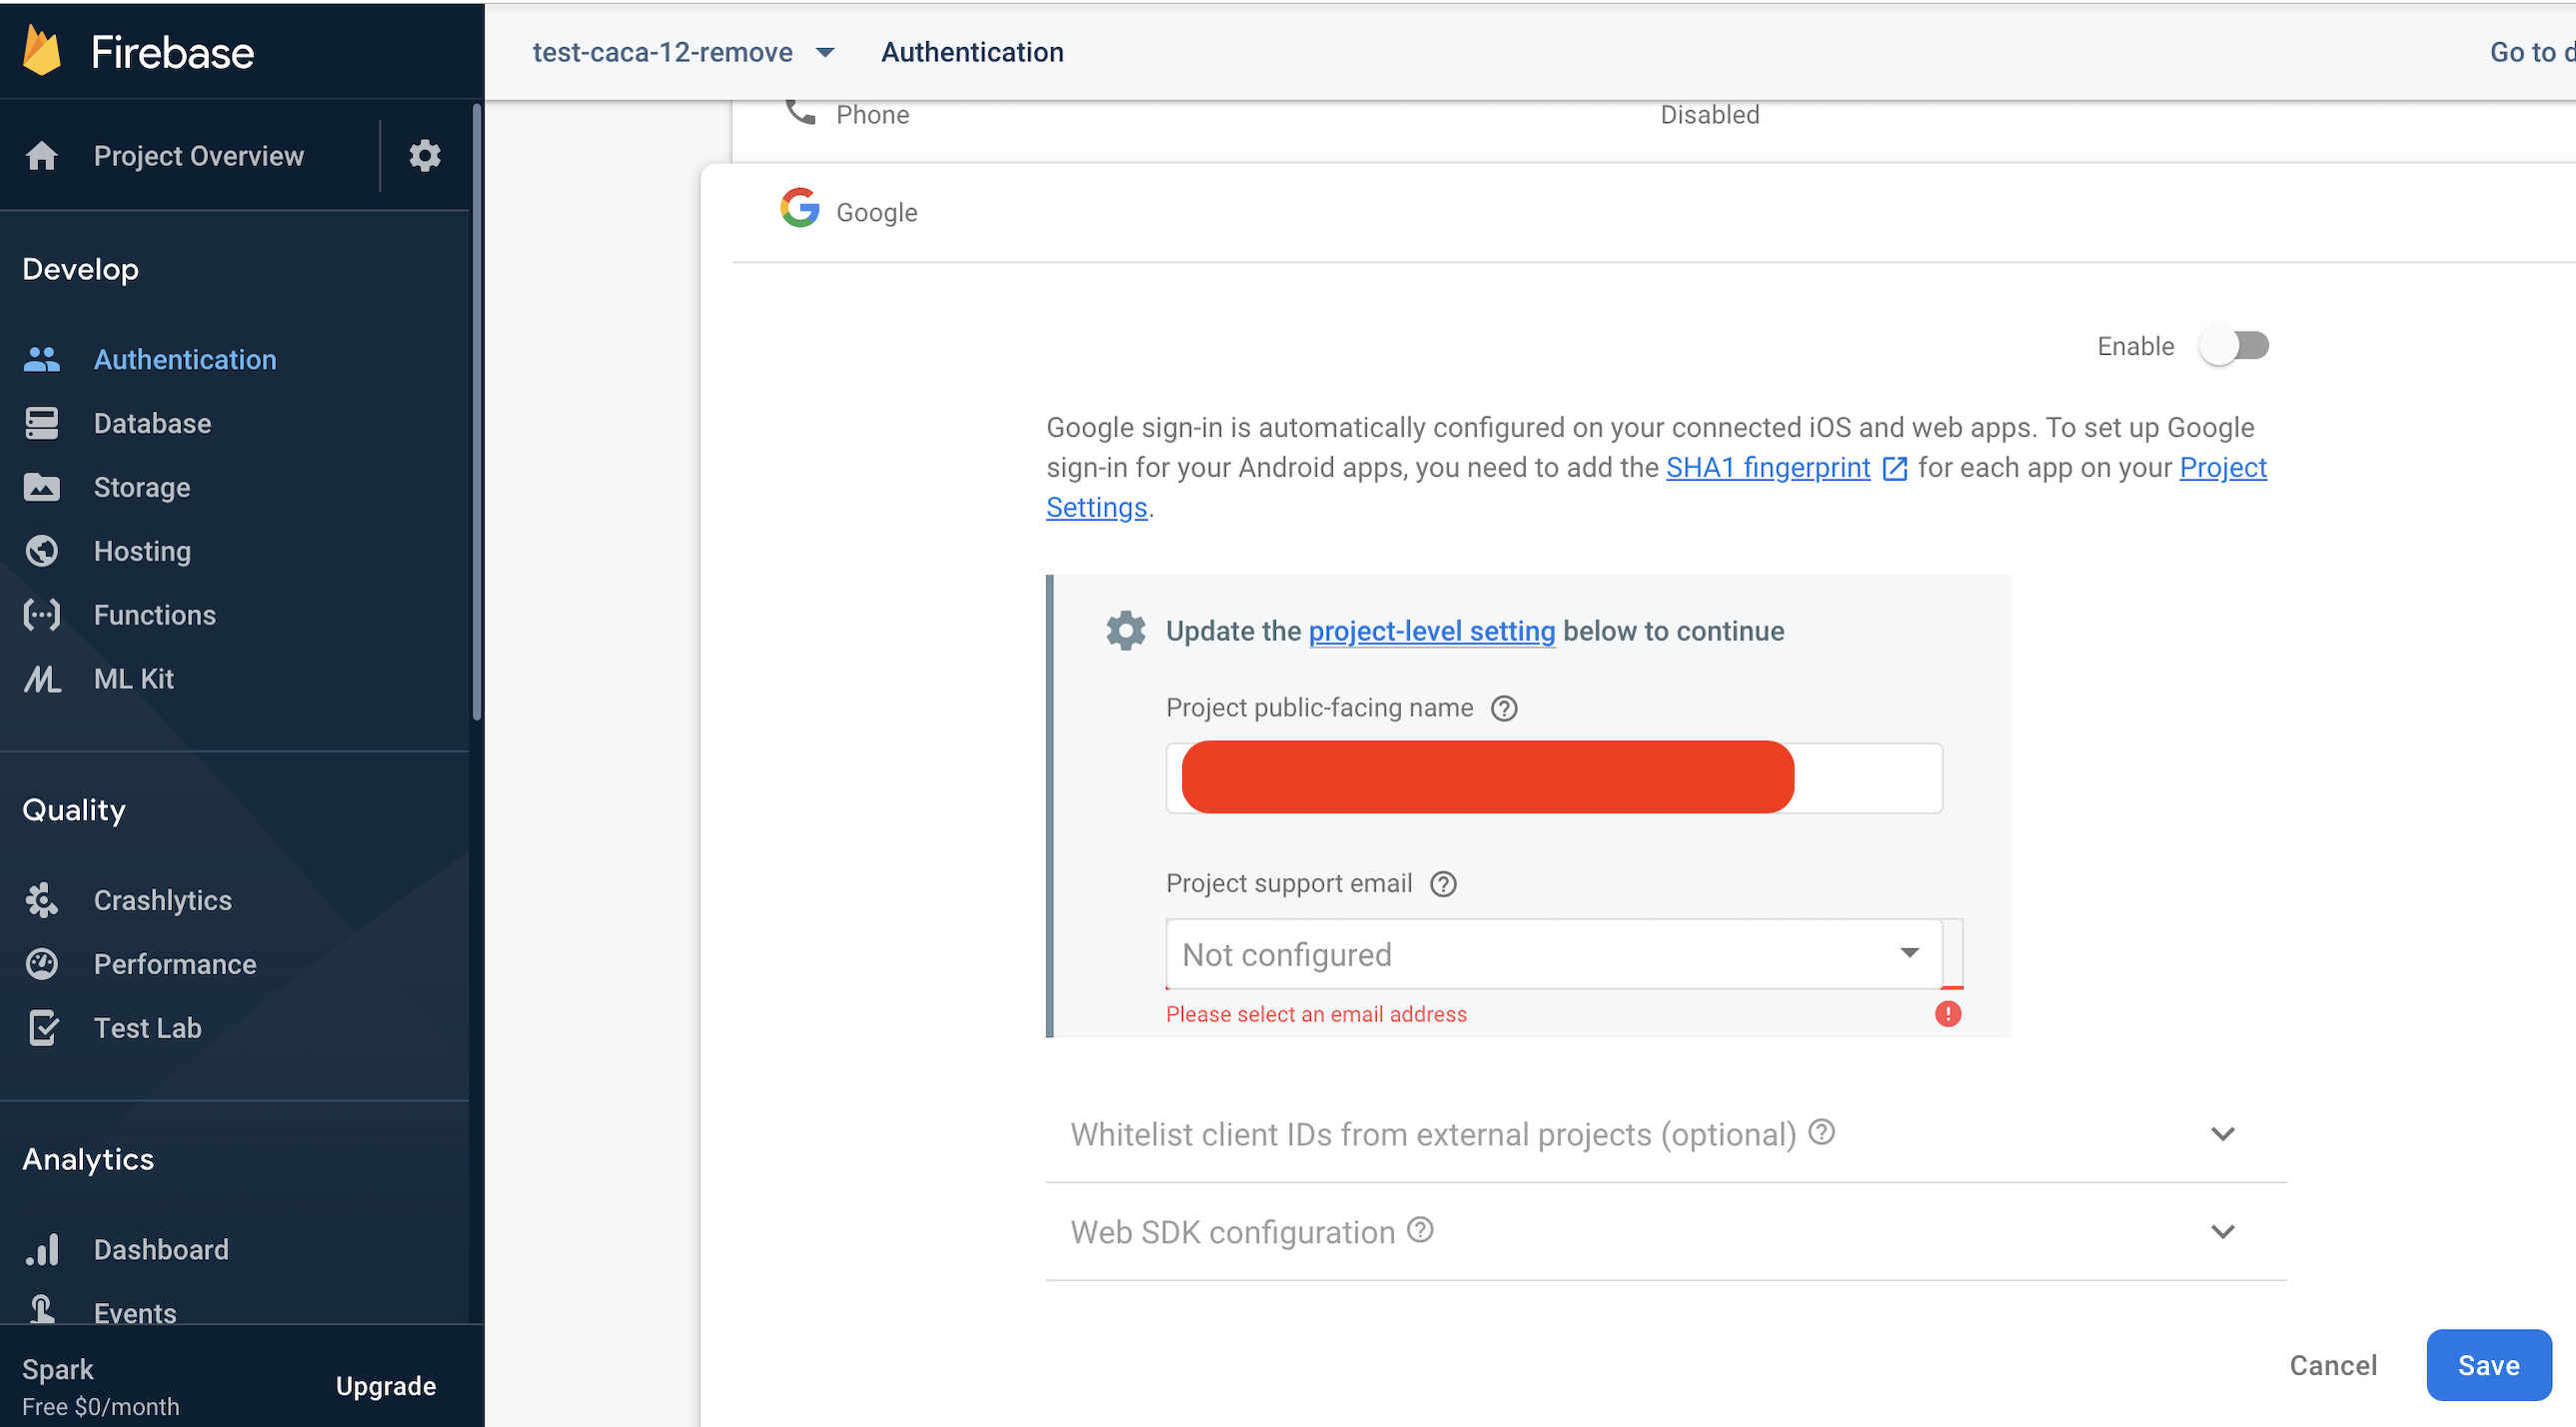 Firebase
Project Overview
Develop
Authentication
Database
Storage
Hosting
Functions
ML Kit
Quality
Crashlytics
Performance
Test Lab
Analytics
Dashboard
Events
Spark
Free $0/month
Upgrade
test-caca-12-remove
Authentication
Go to d
Phone
Disabled
Google
Enable
Google sign-in is automatically configured on your connected iOS and web apps. To set up Google
sign-in for your Android apps, you need to add the SHA1 fingerprint for each app on your Project
Settings.
Update the project-level setting below to continue
Project public-facing name
Project support email
Not configured
Please select an email address
Whitelist client IDs from external projects (optional)
Web SDK configuration
Cancel
Save